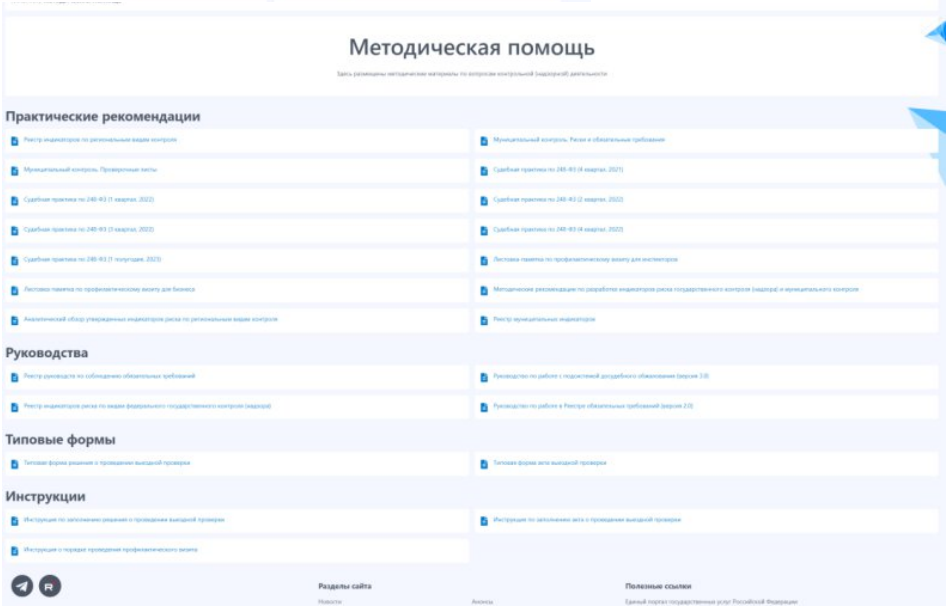 Методическая помощь
Здесь размещены методические материалы по вопросам контрольной (надзорной) деятельности
Практические рекомендации
Реестр индикаторов по региональным видам контроля
Муниципальный контроль. Риски и обязательные требования
Муниципальный контроль. Проверочные листы
Судебная практика по 248-ФЗ (4 квартал, 2021)
Судебная практика по 248-ФЗ (1 квартал, 2022)
Судебная практика по 248-ФЗ (2 квартал, 2022)
Судебная практика по 248-ФЗ (3 квартал, 2022)
Судебная практика по 248-ФЗ (4 квартал, 2022)
Судебная практика по 248-ФЗ (1 полугодие, 2023)
Листовка памятка по профилактическому визиту для инспекторов
Листовка памятка по профилактическому визиту для бизнеса
Методические рекомендации по разработке индикаторов риска государственного контроля (надзора) и муниципального контроля
Аналитический обзор утвержденных индикаторов риска по региональным видам контроля
Реестр муниципальных индикаторов
Руководства
Реестр руководств по соблюдению обязательных требований
Руководство по работе с подсистемой досудебного обжалования (версия 3.8)
Реестр индикаторов риска по видам федерального государственного контроля (надзора)
Руководство по работе в Реестре обязательных требований (версия 2.0)
Типовые формы
Типовая форма решения о проведении выездной проверки
Типовая форма акта выездной проверки
Инструкции
Инструкция по заполнению решения о проведении выездной проверки
Инструкция по заполнению акта о проведении выездной проверки
Инструкция о порядке проведения профилактического визита
Разделы сайта
Полезные ссылки
Новости
Анонсы
Единый портал государственных услуг Российской Федерации